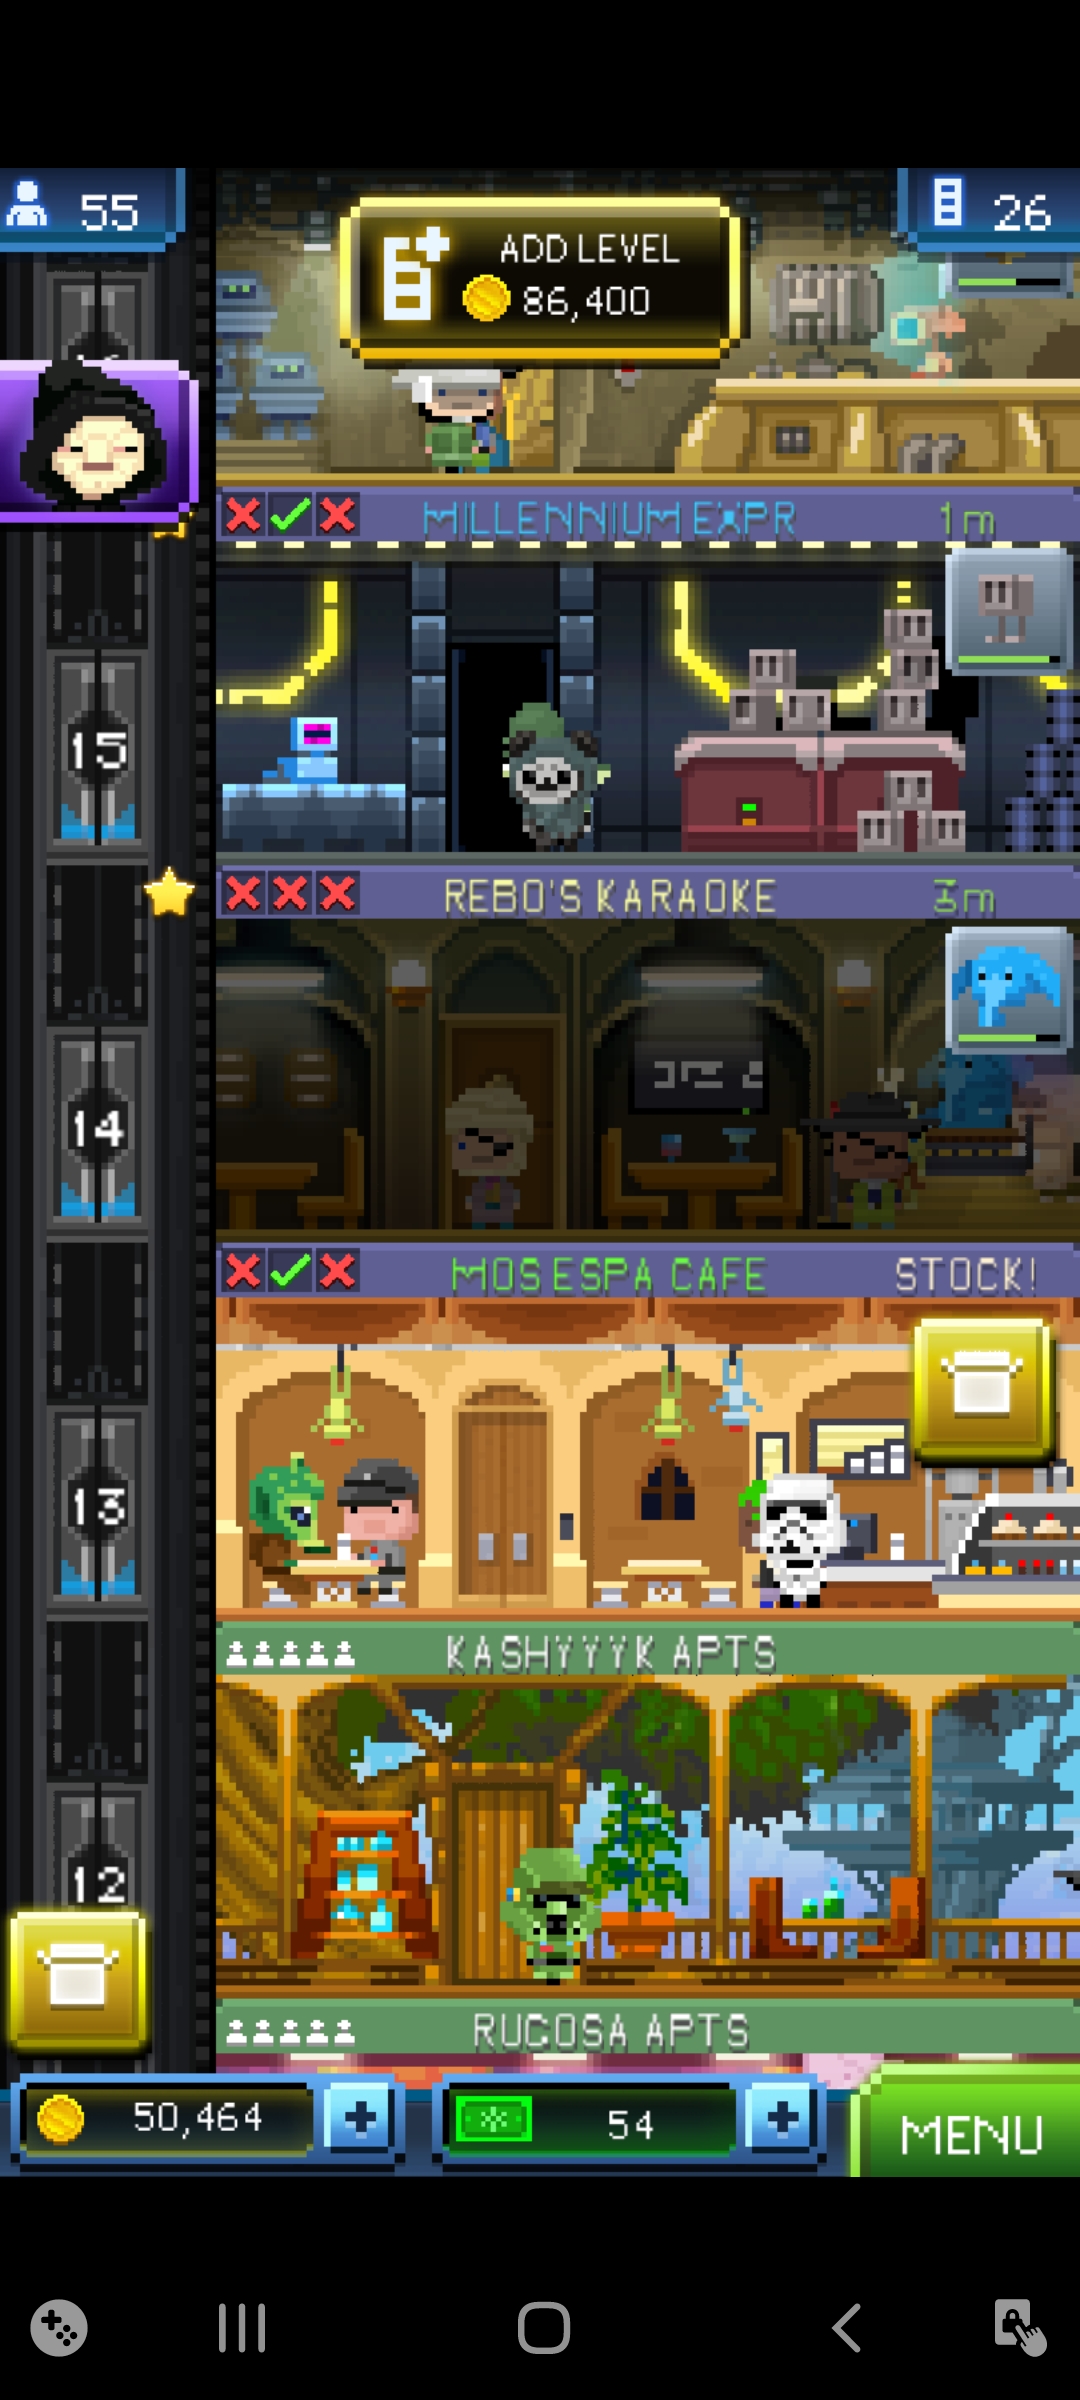 55
26
ADD LEVEL
86,400
MILLENNIUM EXPR
1m
15
REBO'S KARAOKE
3m
14
MOS ESPA CAFE
STOCK!
13
KASHYYYK APTS
12
RUCOSA APTS
50,464
54
MENU